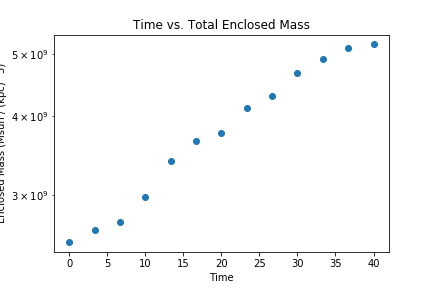 Time vs. Total Enclosed Mass
Enclosed Mass (Msun / (Kpc)^3)
5 × 10⁹
4 × 10⁹
3 × 10⁹
0 5 10 15 20 25 30 35 40
Time